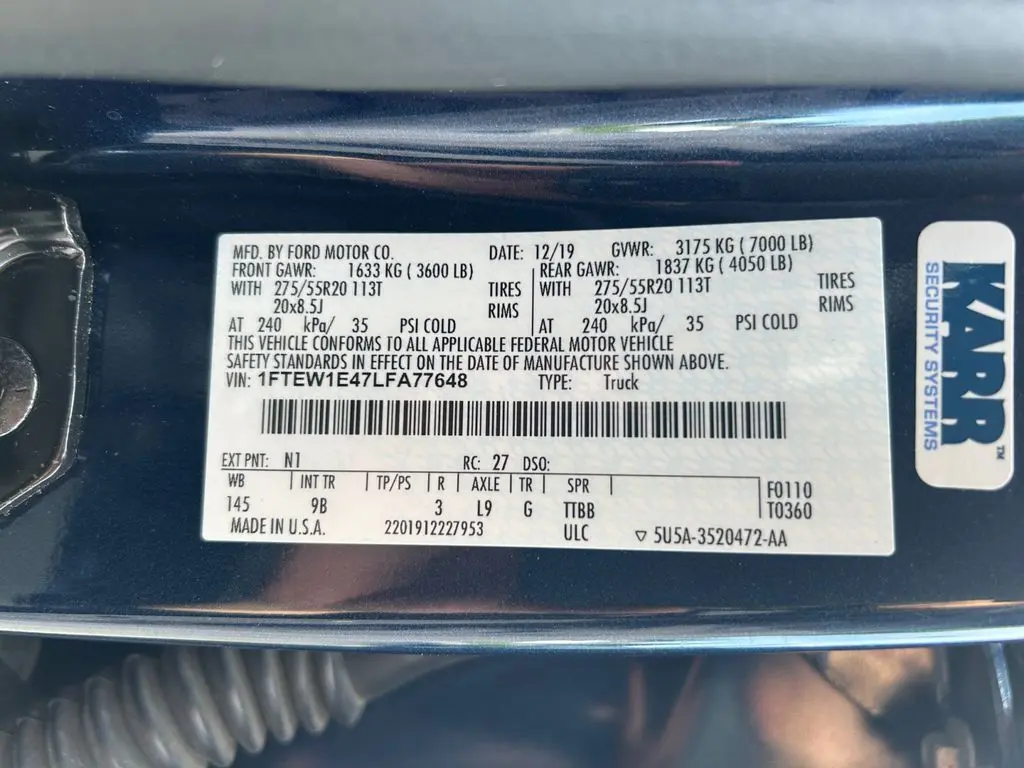 MFD. BY FORD MOTOR CO. DATE: 12/19 GVWR: 3175 KG ( 7000 LB)
FRONT GAWR: 1633 KG ( 3600 LB) REAR GAWR: 1837 KG ( 4050 LB)
WITH 275/55R20 113T TIRES WITH 275/55R20 113T TIRES
20x8.5J RIMS 20x8.5J RIMS
AT 240 kPa/ 35 PSI COLD AT 240 kPa/ 35 PSI COLD
THIS VEHICLE CONFORMS TO ALL APPLICABLE FEDERAL MOTOR VEHICLE
SAFETY STANDARDS IN EFFECT ON THE DATE OF MANUFACTURE SHOWN ABOVE.
VIN: 1FTEW1E47LFA77648 TYPE: Truck
EXT PNT: N1 RC: 27 DSO:
WB INT TR TP/PS R AXLE TR SPR F0110
145 9B 3 L9 G TTBB T0360
MADE IN U.S.A. 2201912227953 ULC 5U5A-3520472-AA
KARR™
SECURITY SYSTEMS